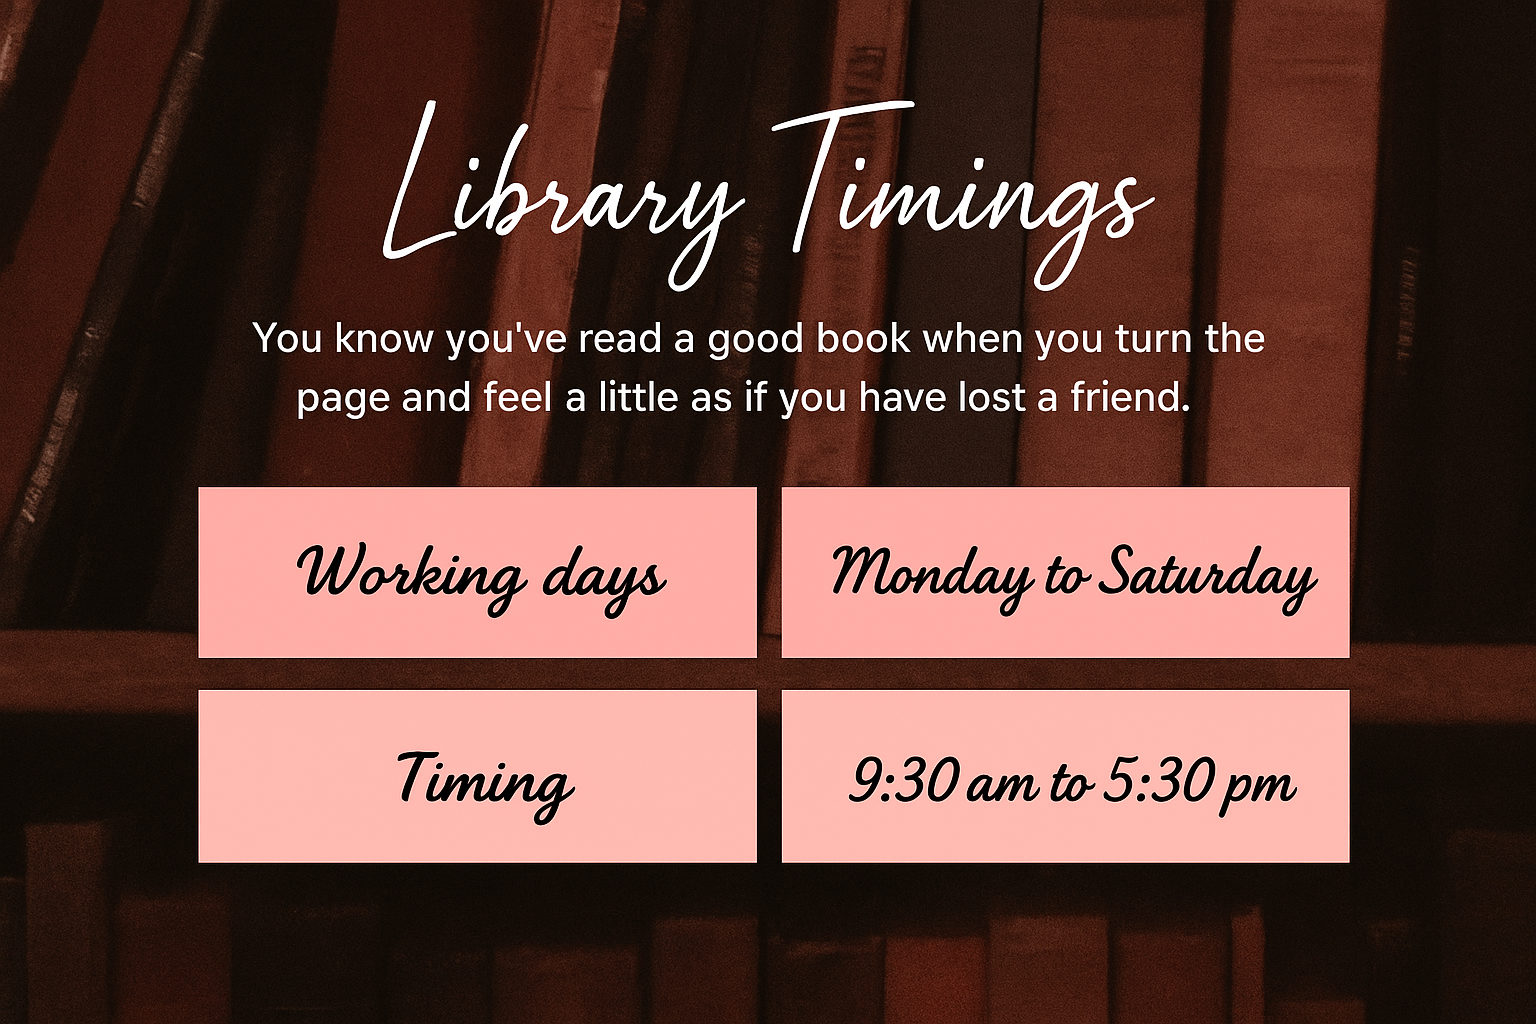 Library Timings
You know you've read a good book when you turn the
page and feel a little as if you have lost a friend.
Working days
Monday to Saturday
Timing
9:30 am to 5:30 pm